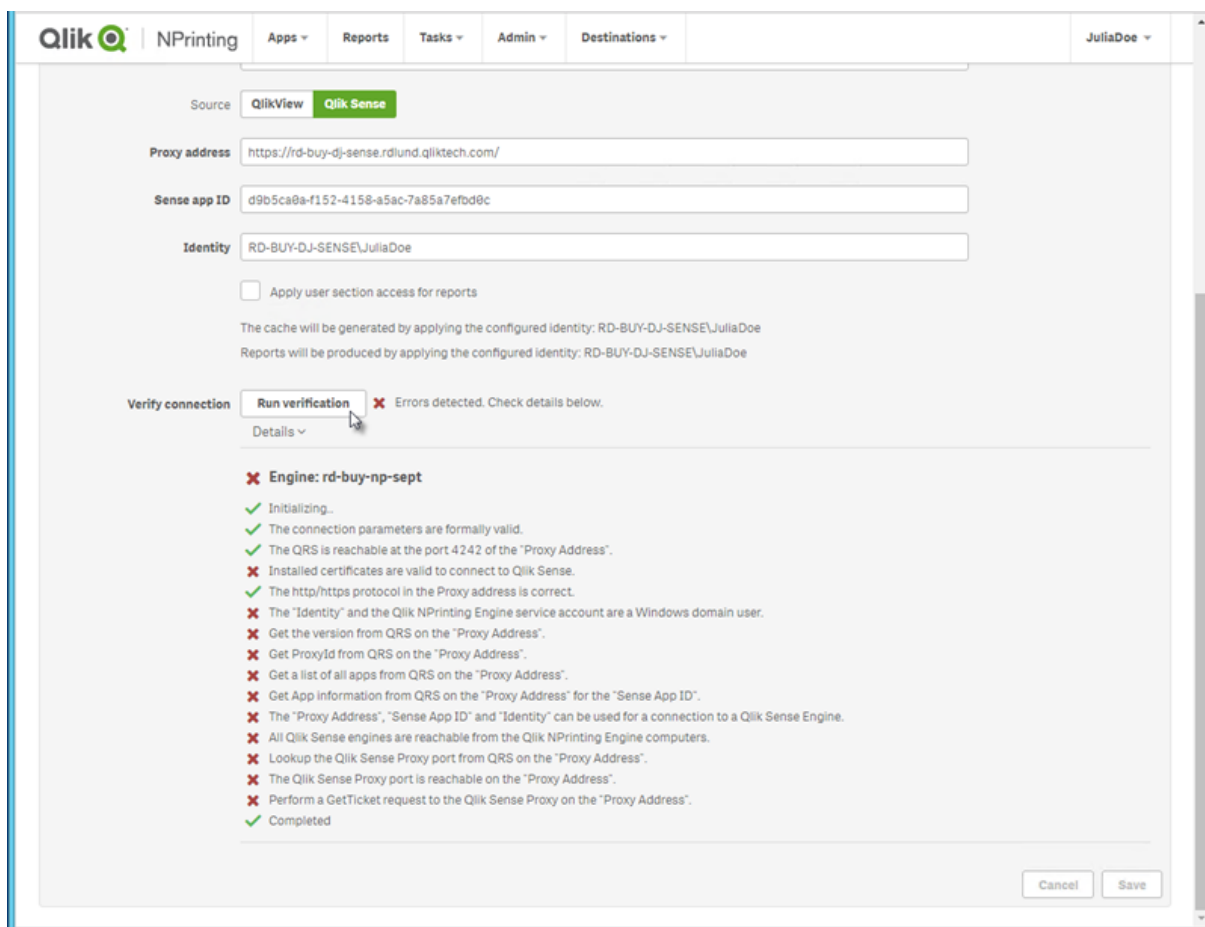 Qlik Q | NPrinting Apps Reports Tasks Admin Destinations JuliaDoe
Source QlikView Qlik Sense
Proxy address https://rd-buy-dj-sense.rdlund.qliktech.com/
Sense app ID d9b5ca0a-f152-4158-a5ac-7a85a7efbd0c
Identity RD-BUY-DJ-SENSE\JuliaDoe
Apply user section access for reports
The cache will be generated by applying the configured identity: RD-BUY-DJ-SENSE\JuliaDoe
Reports will be produced by applying the configured identity: RD-BUY-DJ-SENSE\JuliaDoe
Verify connection Run verification Errors detected. Check details below.
Details
Engine: rd-buy-np-sept
Initializing..
The connection parameters are formally valid.
The QRS is reachable at the port 4242 of the "Proxy Address".
Installed certificates are valid to connect to Qlik Sense.
The http/https protocol in the Proxy address is correct.
The "Identity" and the Qlik NPrinting Engine service account are a Windows domain user.
Get the version from QRS on the "Proxy Address".
Get ProxyId from QRS on the "Proxy Address".
Get a list of all apps from QRS on the "Proxy Address".
Get App information from QRS on the "Proxy Address" for the "Sense App ID".
The "Proxy Address", "Sense App ID" and "Identity" can be used for a connection to a Qlik Sense Engine.
All Qlik Sense engines are reachable from the Qlik NPrinting Engine computers.
Lookup the Qlik Sense Proxy port from QRS on the "Proxy Address".
The Qlik Sense Proxy port is reachable on the "Proxy Address".
Perform a GetTicket request to the Qlik Sense Proxy on the "Proxy Address".
Completed
Cancel Save